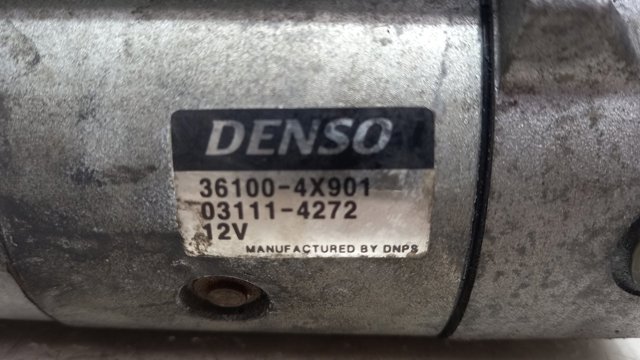 DENSO
36100-4X901
03111-4272
12V
MANUFACTURED BY DNPS